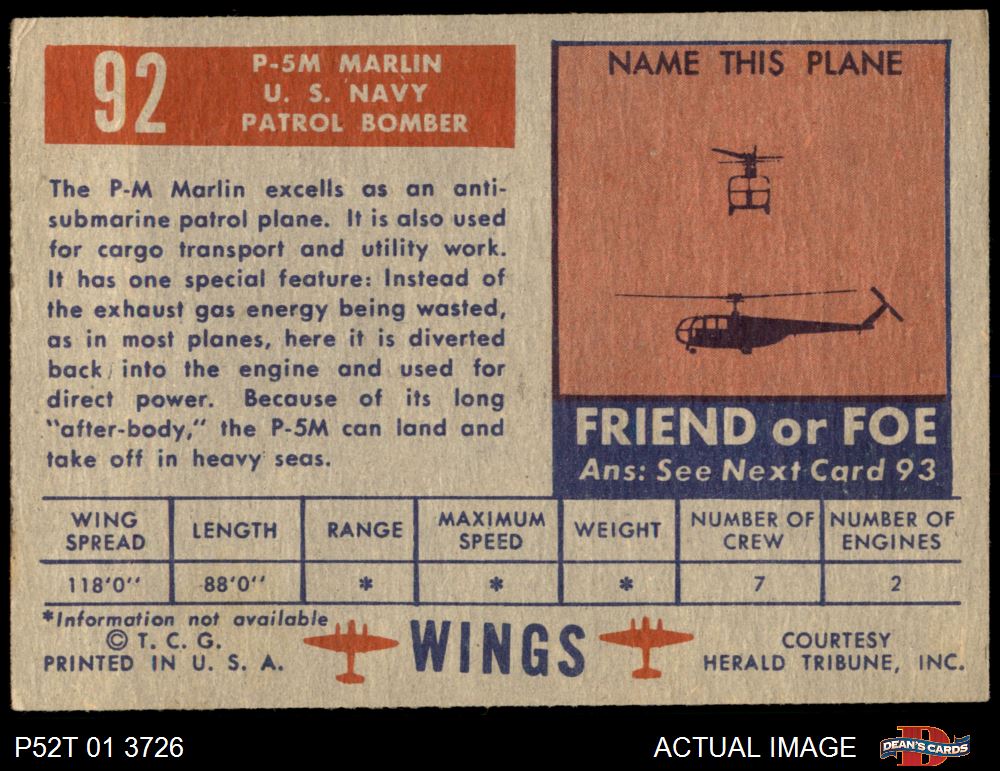 92
P-5M MARLIN
U. S. NAVY
PATROL BOMBER
The P-M Marlin excells as an anti-
submarine patrol plane. It is also used
for cargo transport and utility work.
It has one special feature: Instead of
the exhaust gas energy being wasted,
as in most planes, here it is diverted
back into the engine and used for
direct power. Because of its long
"after-body," the P-5M can land and
take off in heavy seas.
NAME THIS PLANE
FRIEND or FOE
Ans: See Next Card 93
WING SPREAD LENGTH RANGE MAXIMUM SPEED WEIGHT NUMBER OF CREW NUMBER OF ENGINES
118'0" 88'0" * * * 7 2
*Information not available
© T. C. G.
PRINTED IN U. S. A.
WINGS
COURTESY
HERALD TRIBUNE, INC.
P52T 01 3726
ACTUAL IMAGE
DEAN'S CARDS